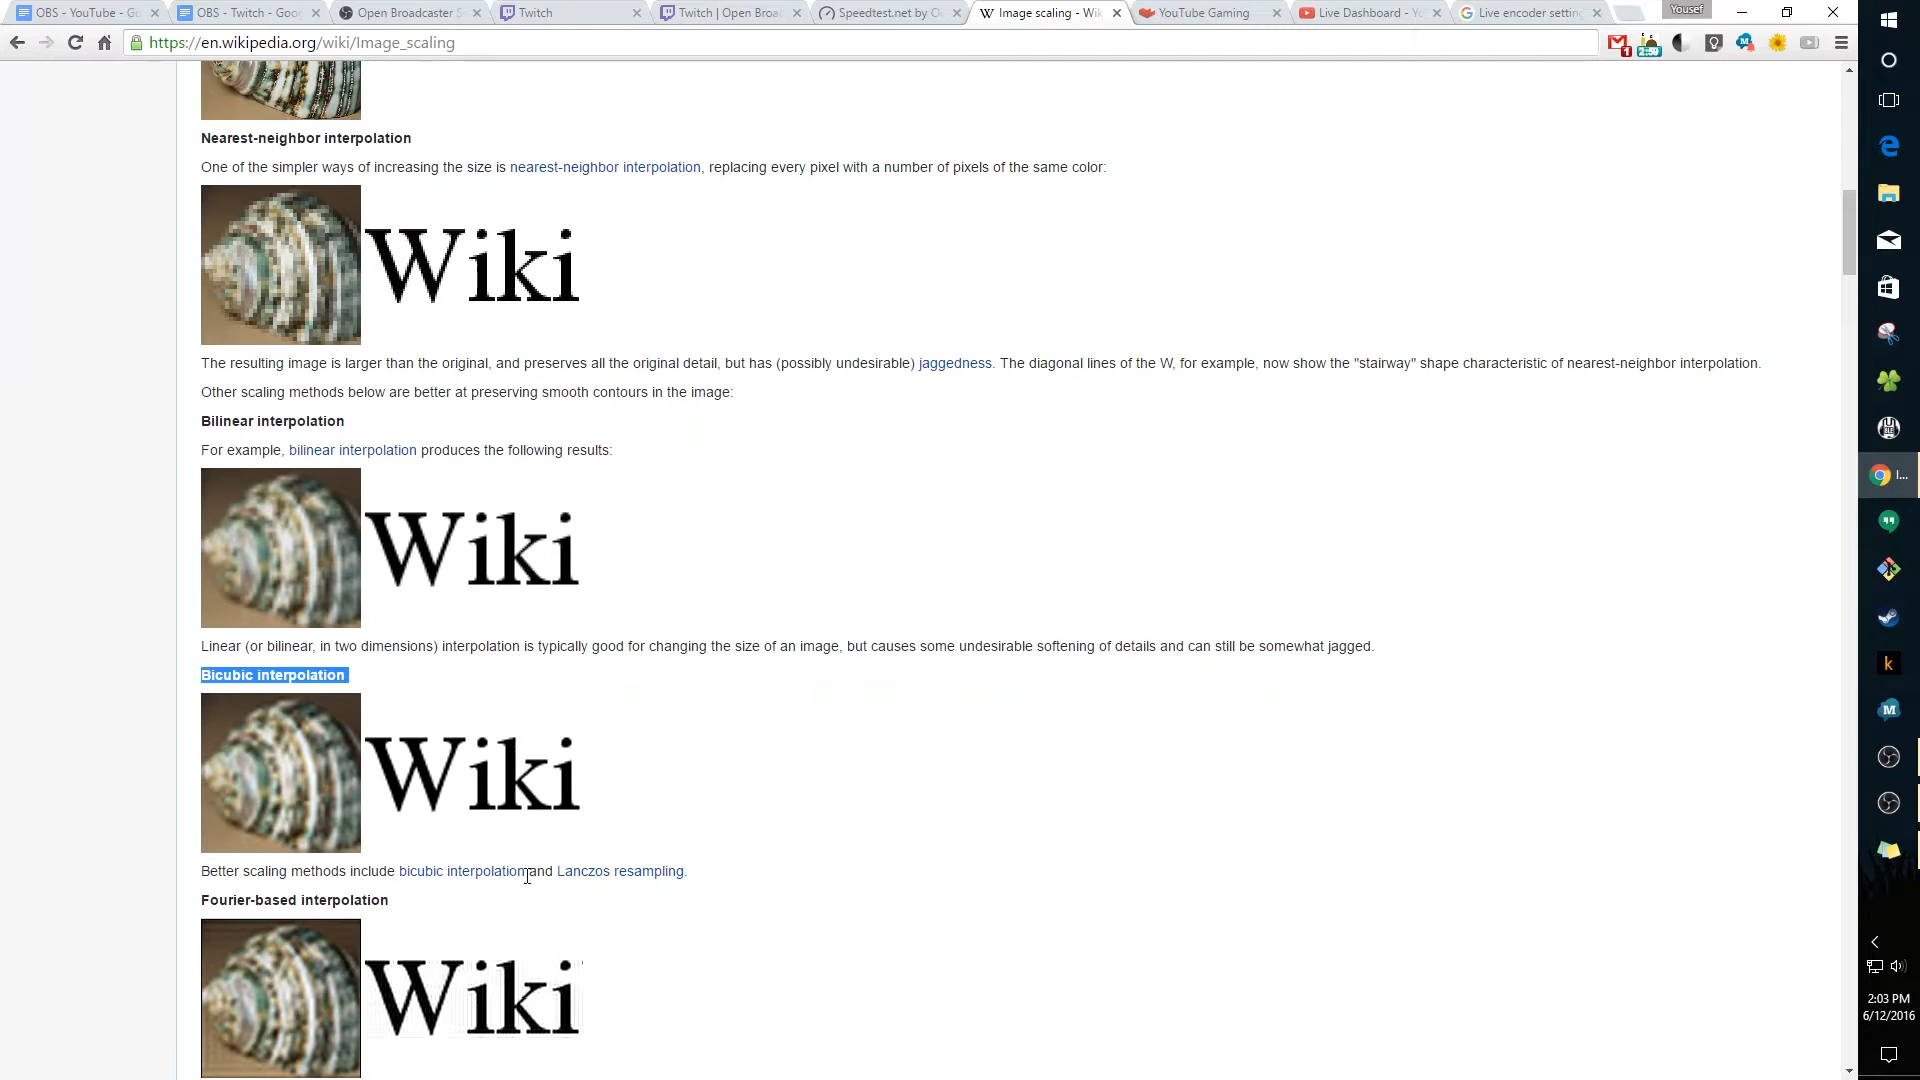 OBS - YouTube - Go
OBS - Twitch - Goo
Open Broadcaster S
Twitch
Twitch | Open Broad
Speedtest.net by O
Image scaling - Wik
YouTube Gaming
Live Dashboard - Yo
Live encoder setting
Yousef
https://en.wikipedia.org/wiki/Image_scaling
1
2:50
Nearest-neighbor interpolation
One of the simpler ways of increasing the size is nearest-neighbor interpolation, replacing every pixel with a number of pixels of the same color:
Wiki
The resulting image is larger than the original, and preserves all the original detail, but has (possibly undesirable) jaggedness. The diagonal lines of the W, for example, now show the "stairway" shape characteristic of nearest-neighbor interpolation.
Other scaling methods below are better at preserving smooth contours in the image:
Bilinear interpolation
For example, bilinear interpolation produces the following results:
Wiki
Linear (or bilinear, in two dimensions) interpolation is typically good for changing the size of an image, but causes some undesirable softening of details and can still be somewhat jagged.
Bicubic interpolation
Wiki
Better scaling methods include bicubic interpolation and Lanczos resampling.
Fourier-based interpolation
Wiki
I...
k
M
2:03 PM
6/12/2016